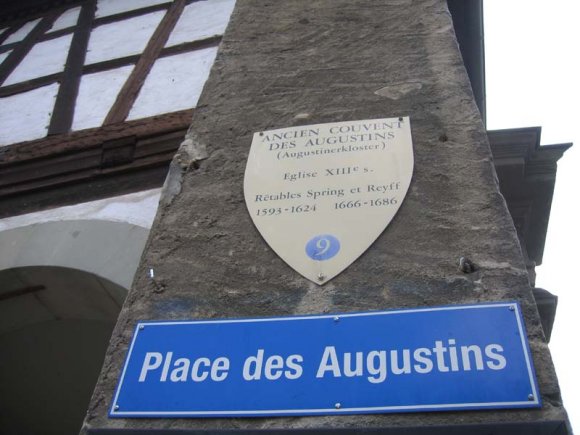 ANCIEN COUVENT
DES AUGUSTINS
(Augustinerkloster)
Eglise XIIIe s.
Rétables Spring et Reyff
1593-1624 1666-1686
9
Place des Augustins